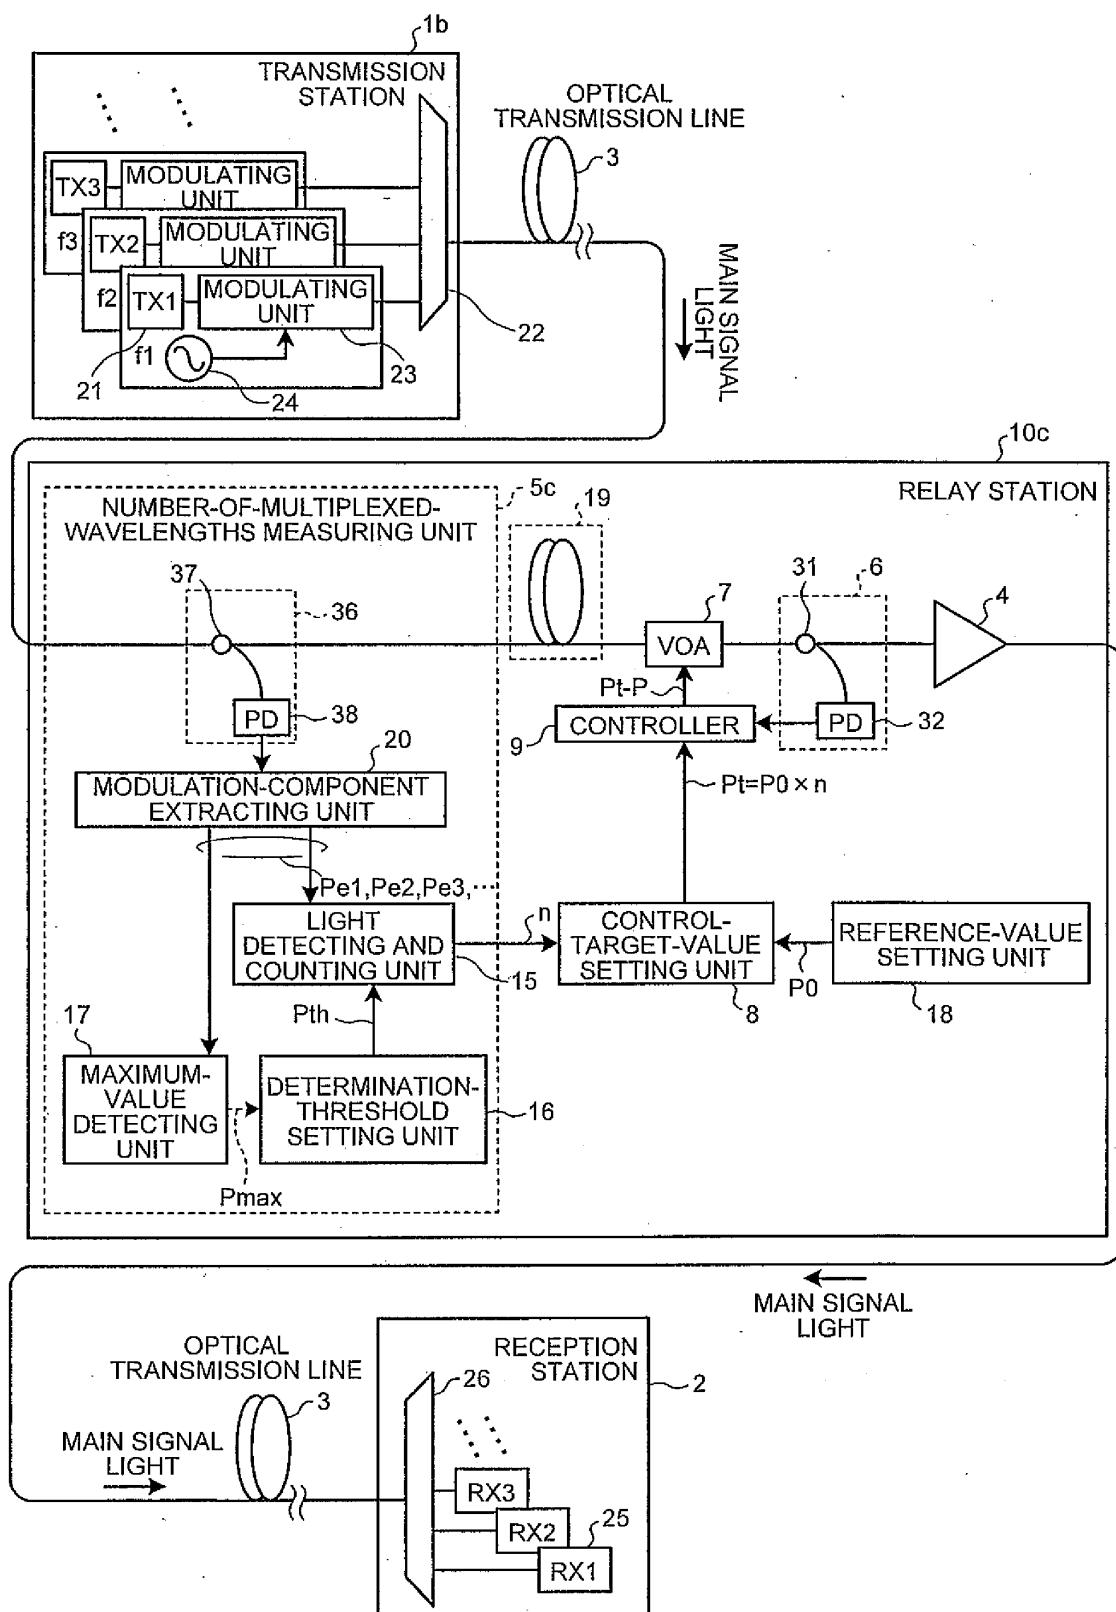 1b
TRANSMISSION
STATION
OPTICAL
TRANSMISSION LINE
3
TX3
MODULATING
UNIT
f3
TX2
MODULATING
UNIT
f2
TX1
MODULATING
UNIT
f1
21
24
23
22
MAIN SIGNAL
LIGHT
10c
RELAY STATION
5c
NUMBER-OF-MULTIPLEXED-
WAVELENGTHS MEASURING UNIT
19
37
36
7
31
6
4
VOA
Pt-P
PD
38
9
CONTROLLER
PD
32
20
MODULATION-COMPONENT
EXTRACTING UNIT
Pt=P0×n
Pe1,Pe2,Pe3,····
LIGHT
DETECTING AND
COUNTING UNIT
15
n
CONTROL-
TARGET-VALUE
SETTING UNIT
8
P0
REFERENCE-VALUE
SETTING UNIT
18
Pth
17
MAXIMUM-
VALUE
DETECTING
UNIT
DETERMINATION-
THRESHOLD
SETTING UNIT
16
Pmax
MAIN SIGNAL
LIGHT
OPTICAL
TRANSMISSION LINE
3
MAIN SIGNAL
LIGHT
RECEPTION
STATION
2
26
RX3
RX2
25
RX1